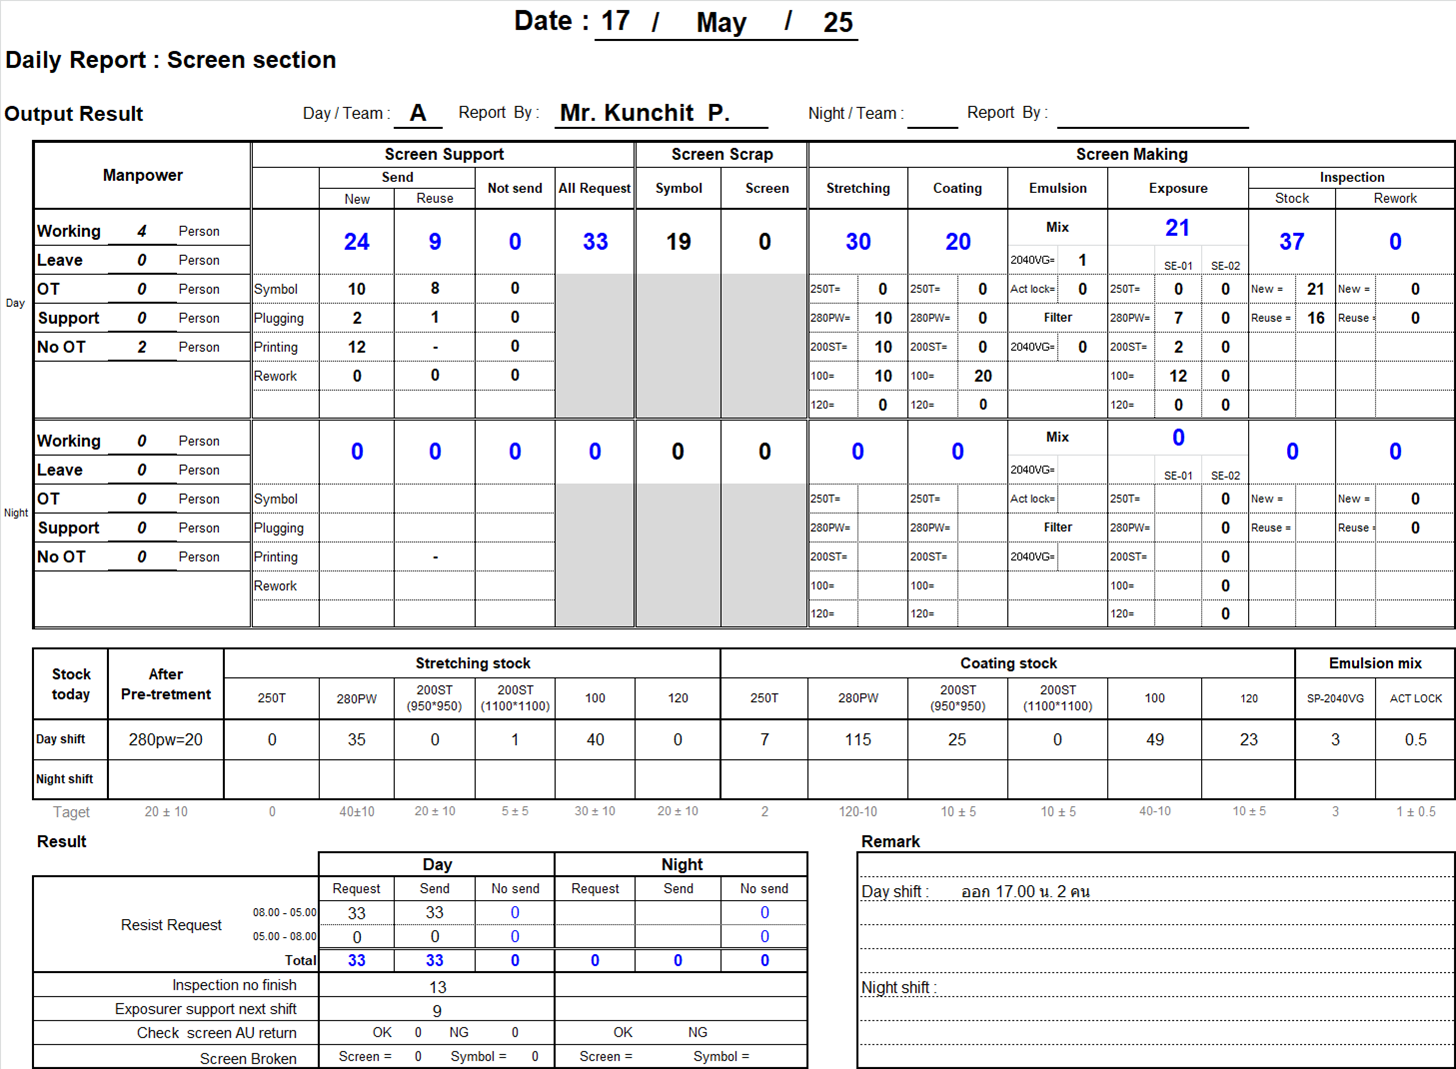 Date : 17 / May / 25
Daily Report : Screen section
Output Result Day / Team : A Report By : Mr. Kunchit P. Night / Team : Report By :
Manpower Screen Support Screen Scrap Screen Making
Send Not send All Request Symbol Screen Stretching Coating Emulsion Exposure Inspection
New Reuse Stock Rework
Day
Working 4 Person 24 9 0 33 19 0 30 20 Mix 21 37 0
Leave 0 Person 2040VG= 1 SE-01 SE-02
OT 0 Person Symbol 10 8 0 250T= 0 250T= 0 Act lock= 0 250T= 0 0 New = 21 New = 0
Support 0 Person Plugging 2 1 0 280PW= 10 280PW= 0 Filter 280PW= 7 0 Reuse = 16 Reuse = 0
No OT 2 Person Printing 12 - 0 200ST= 10 200ST= 0 2040VG= 0 200ST= 2 0
Rework 0 0 0 100= 10 100= 20 100= 12 0
120= 0 120= 0 120= 0 0
Night
Working 0 Person 0 0 0 0 0 0 0 0 Mix 0 0 0
Leave 0 Person 2040VG= SE-01 SE-02
OT 0 Person Symbol 250T= 250T= Act lock= 250T= 0 New = New = 0
Support 0 Person Plugging 280PW= 280PW= Filter 280PW= 0 Reuse = Reuse = 0
No OT 0 Person Printing - 200ST= 200ST= 2040VG= 200ST= 0
Rework 100= 100= 100= 0
120= 120= 120= 0
Stock today After Pre-tretment Stretching stock Coating stock Emulsion mix
250T 280PW 200ST (950*950) 200ST (1100*1100) 100 120 250T 280PW 200ST (950*950) 200ST (1100*1100) 100 120 SP-2040VG ACT LOCK
Day shift 280pw=20 0 35 0 1 40 0 7 115 25 0 49 23 3 0.5
Night shift
Taget 20 ± 10 0 40±10 20 ± 10 5 ± 5 30 ± 10 20 ± 10 2 120-10 10 ± 5 10 ± 5 40-10 10 ± 5 3 1 ± 0.5
Result
Day Night
Request Send No send Request Send No send
Resist Request 08.00 - 05.00 33 33 0 0
05.00 - 08.00 0 0 0 0
Total 33 33 0 0 0 0
Inspection no finish 13
Exposurer support next shift 9
Check screen AU return OK 0 NG 0 OK NG
Screen Broken Screen = 0 Symbol = 0 Screen = Symbol =
Remark
Day shift : ออก 17.00 น. 2 คน
Night shift :